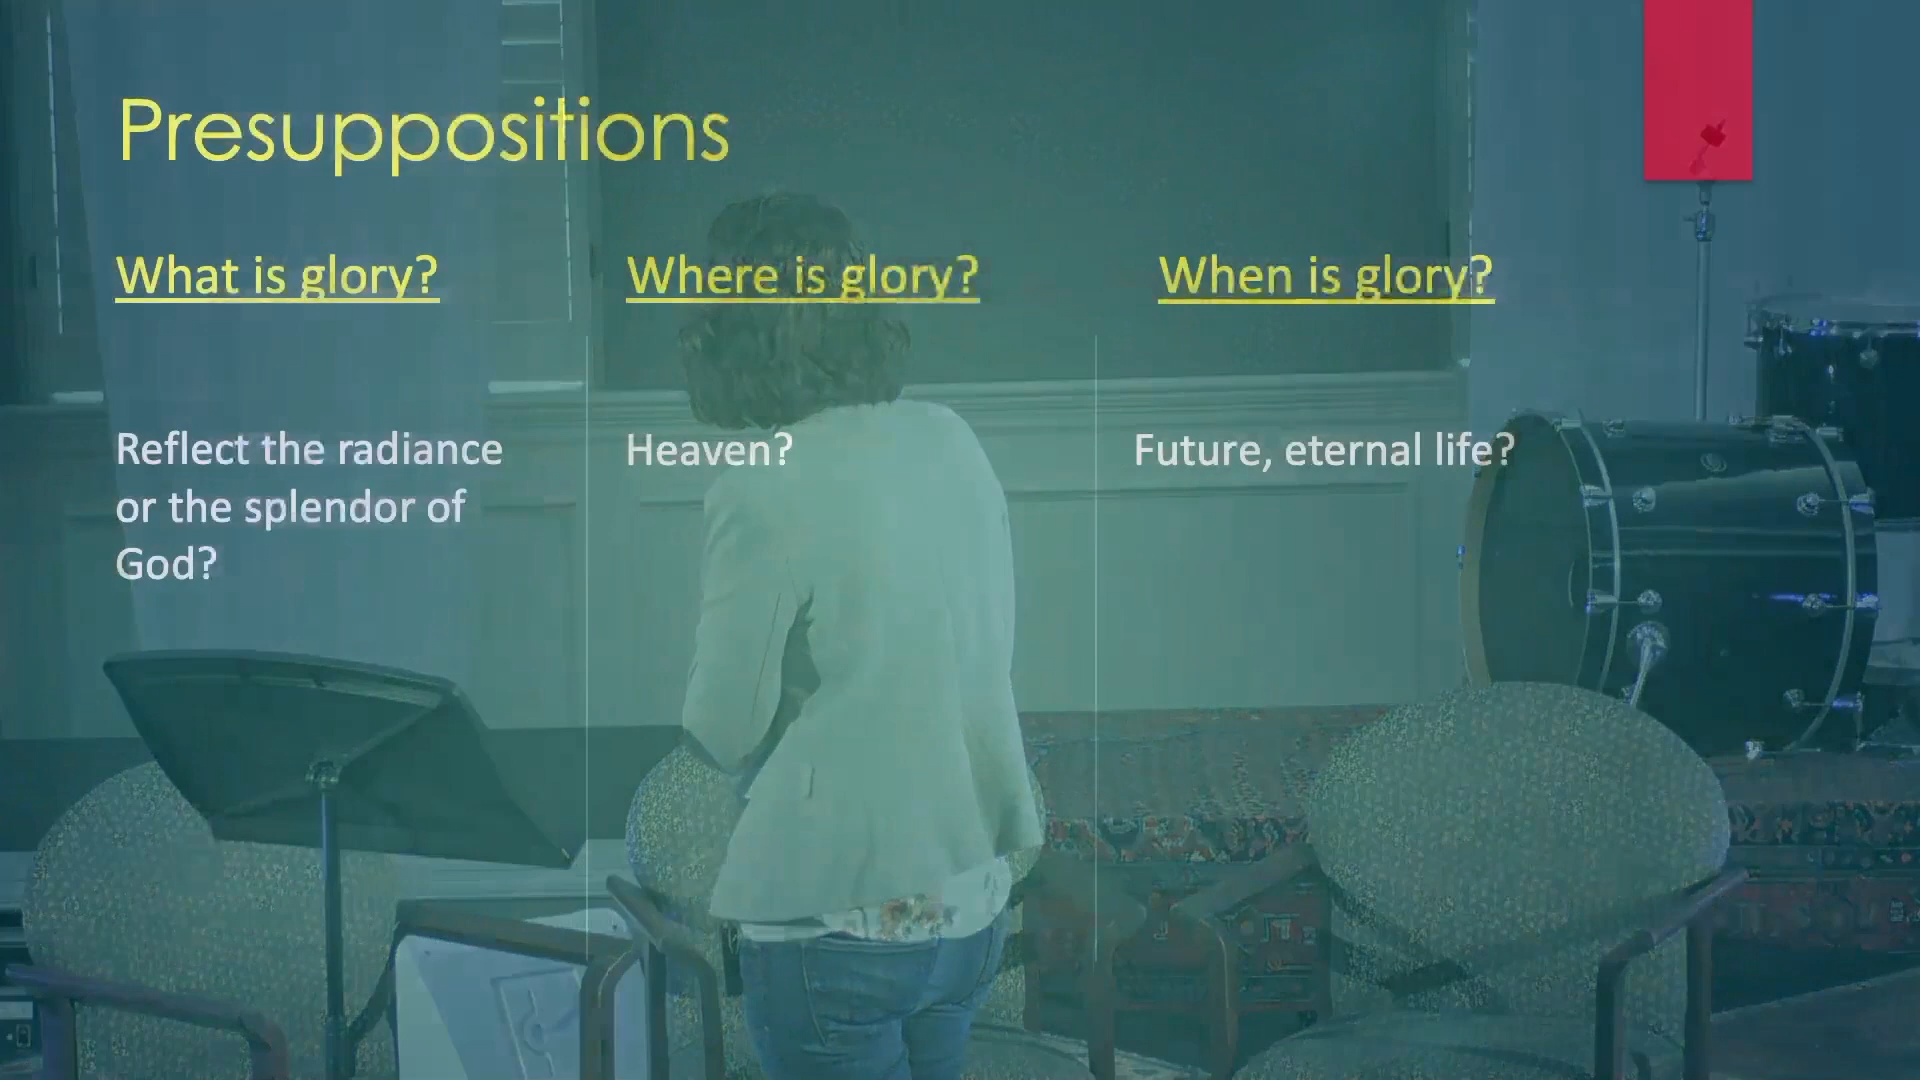 Presuppositions
What is glory?
Where is glory?
When is glory?
Reflect the radiance
or the splendor of
God?
Heaven?
Future, eternal life?